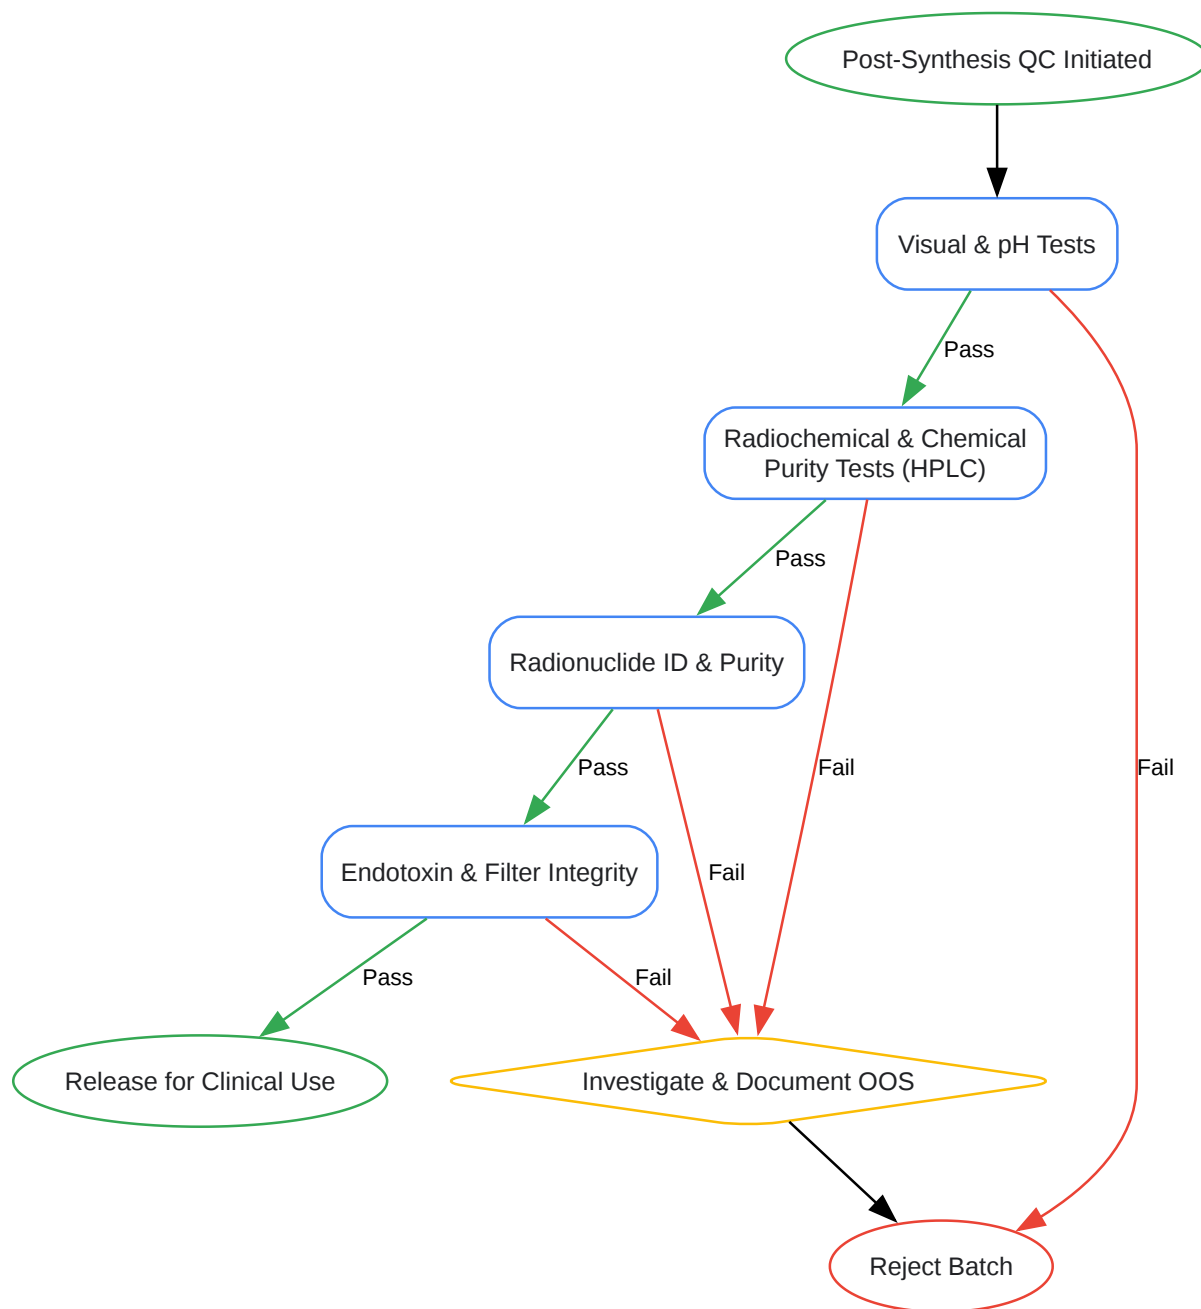 Post-Synthesis QC Initiated
Visual & pH Tests
Pass
Radiochemical & Chemical
Purity Tests (HPLC)
Pass
Radionuclide ID & Purity
Pass
Fail
Fail
Endotoxin & Filter Integrity
Fail
Pass
Fail
Release for Clinical Use
Investigate & Document OOS
Reject Batch